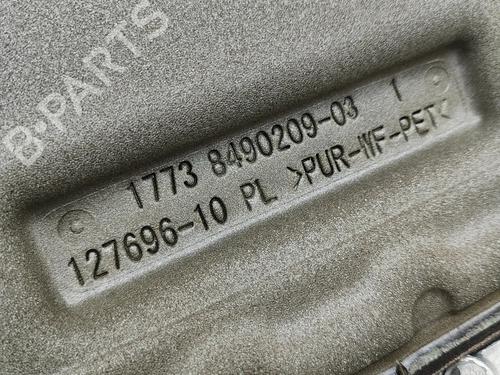 B-PARTS
1773 8490209-03 1
127696-10 PL >PUR-WF-PET<